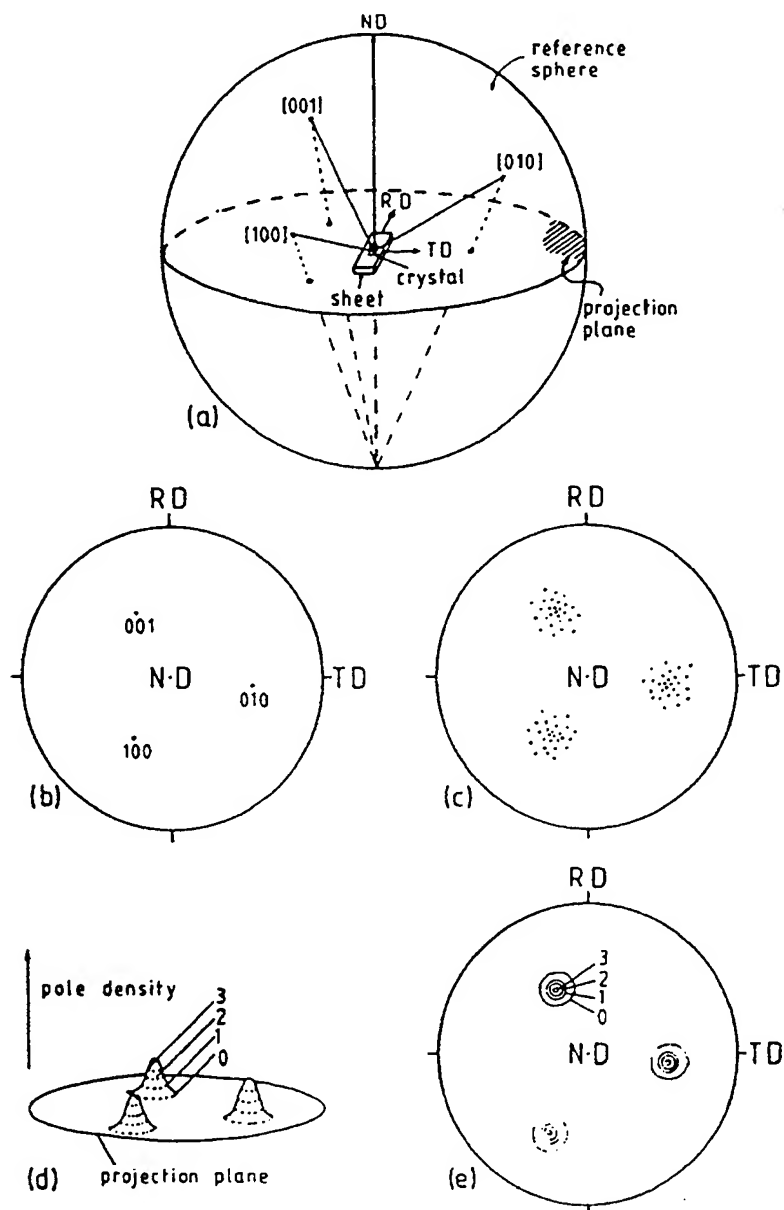 ND
reference
sphere
[001]
[010]
RD
[100]
TD
crystal
sheet
projection
plane
(a)
RD
001
N·D
TD
010
100
(b)
RD
N·D
TD
(c)
pole density
3
2
1
0
projection plane
(d)
RD
3
2
1
0
N·D
TD
(e)